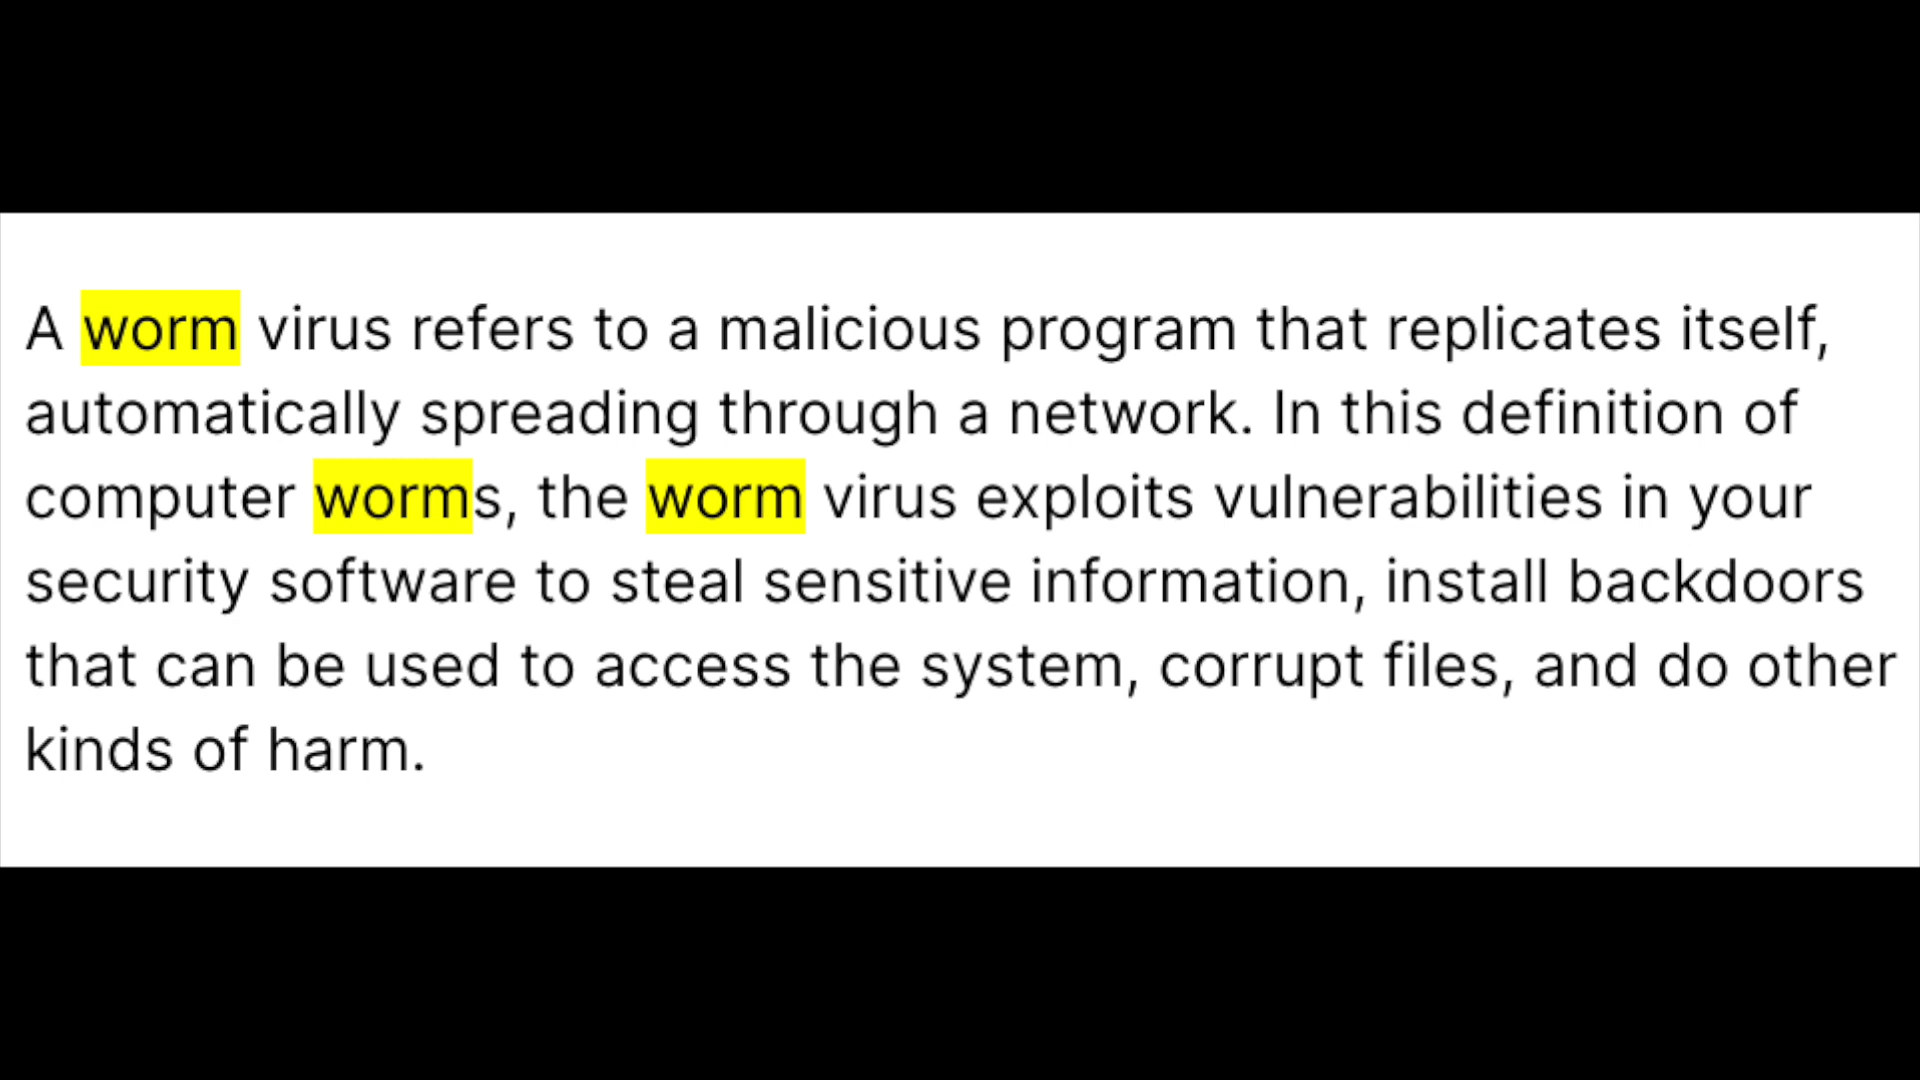 A worm virus refers to a malicious program that replicates itself,
automatically spreading through a network. In this definition of
computer worms, the worm virus exploits vulnerabilities in your
security software to steal sensitive information, install backdoors
that can be used to access the system, corrupt files, and do other
kinds of harm.